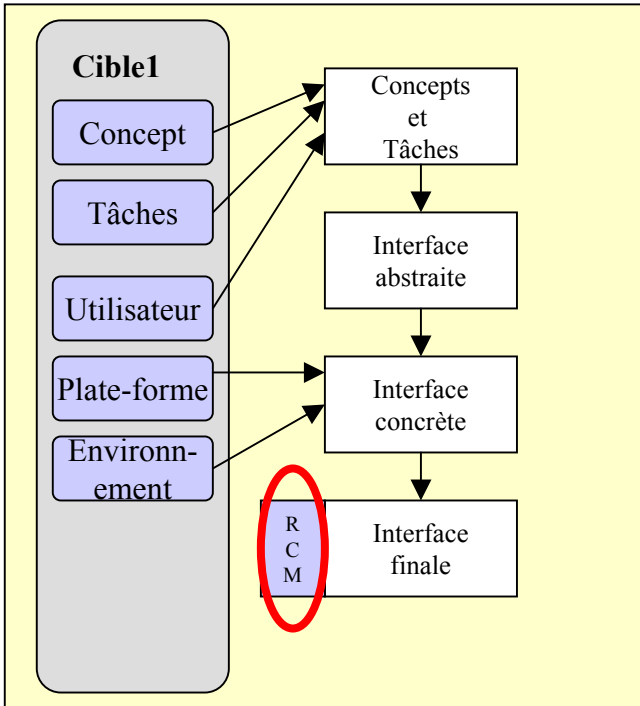 Cible1
Concept
Tâches
Utilisateur
Plate-forme
Environn-
ement
Concepts
et
Tâches
Interface
abstraite
Interface
concrète
R
C
M
Interface
finale